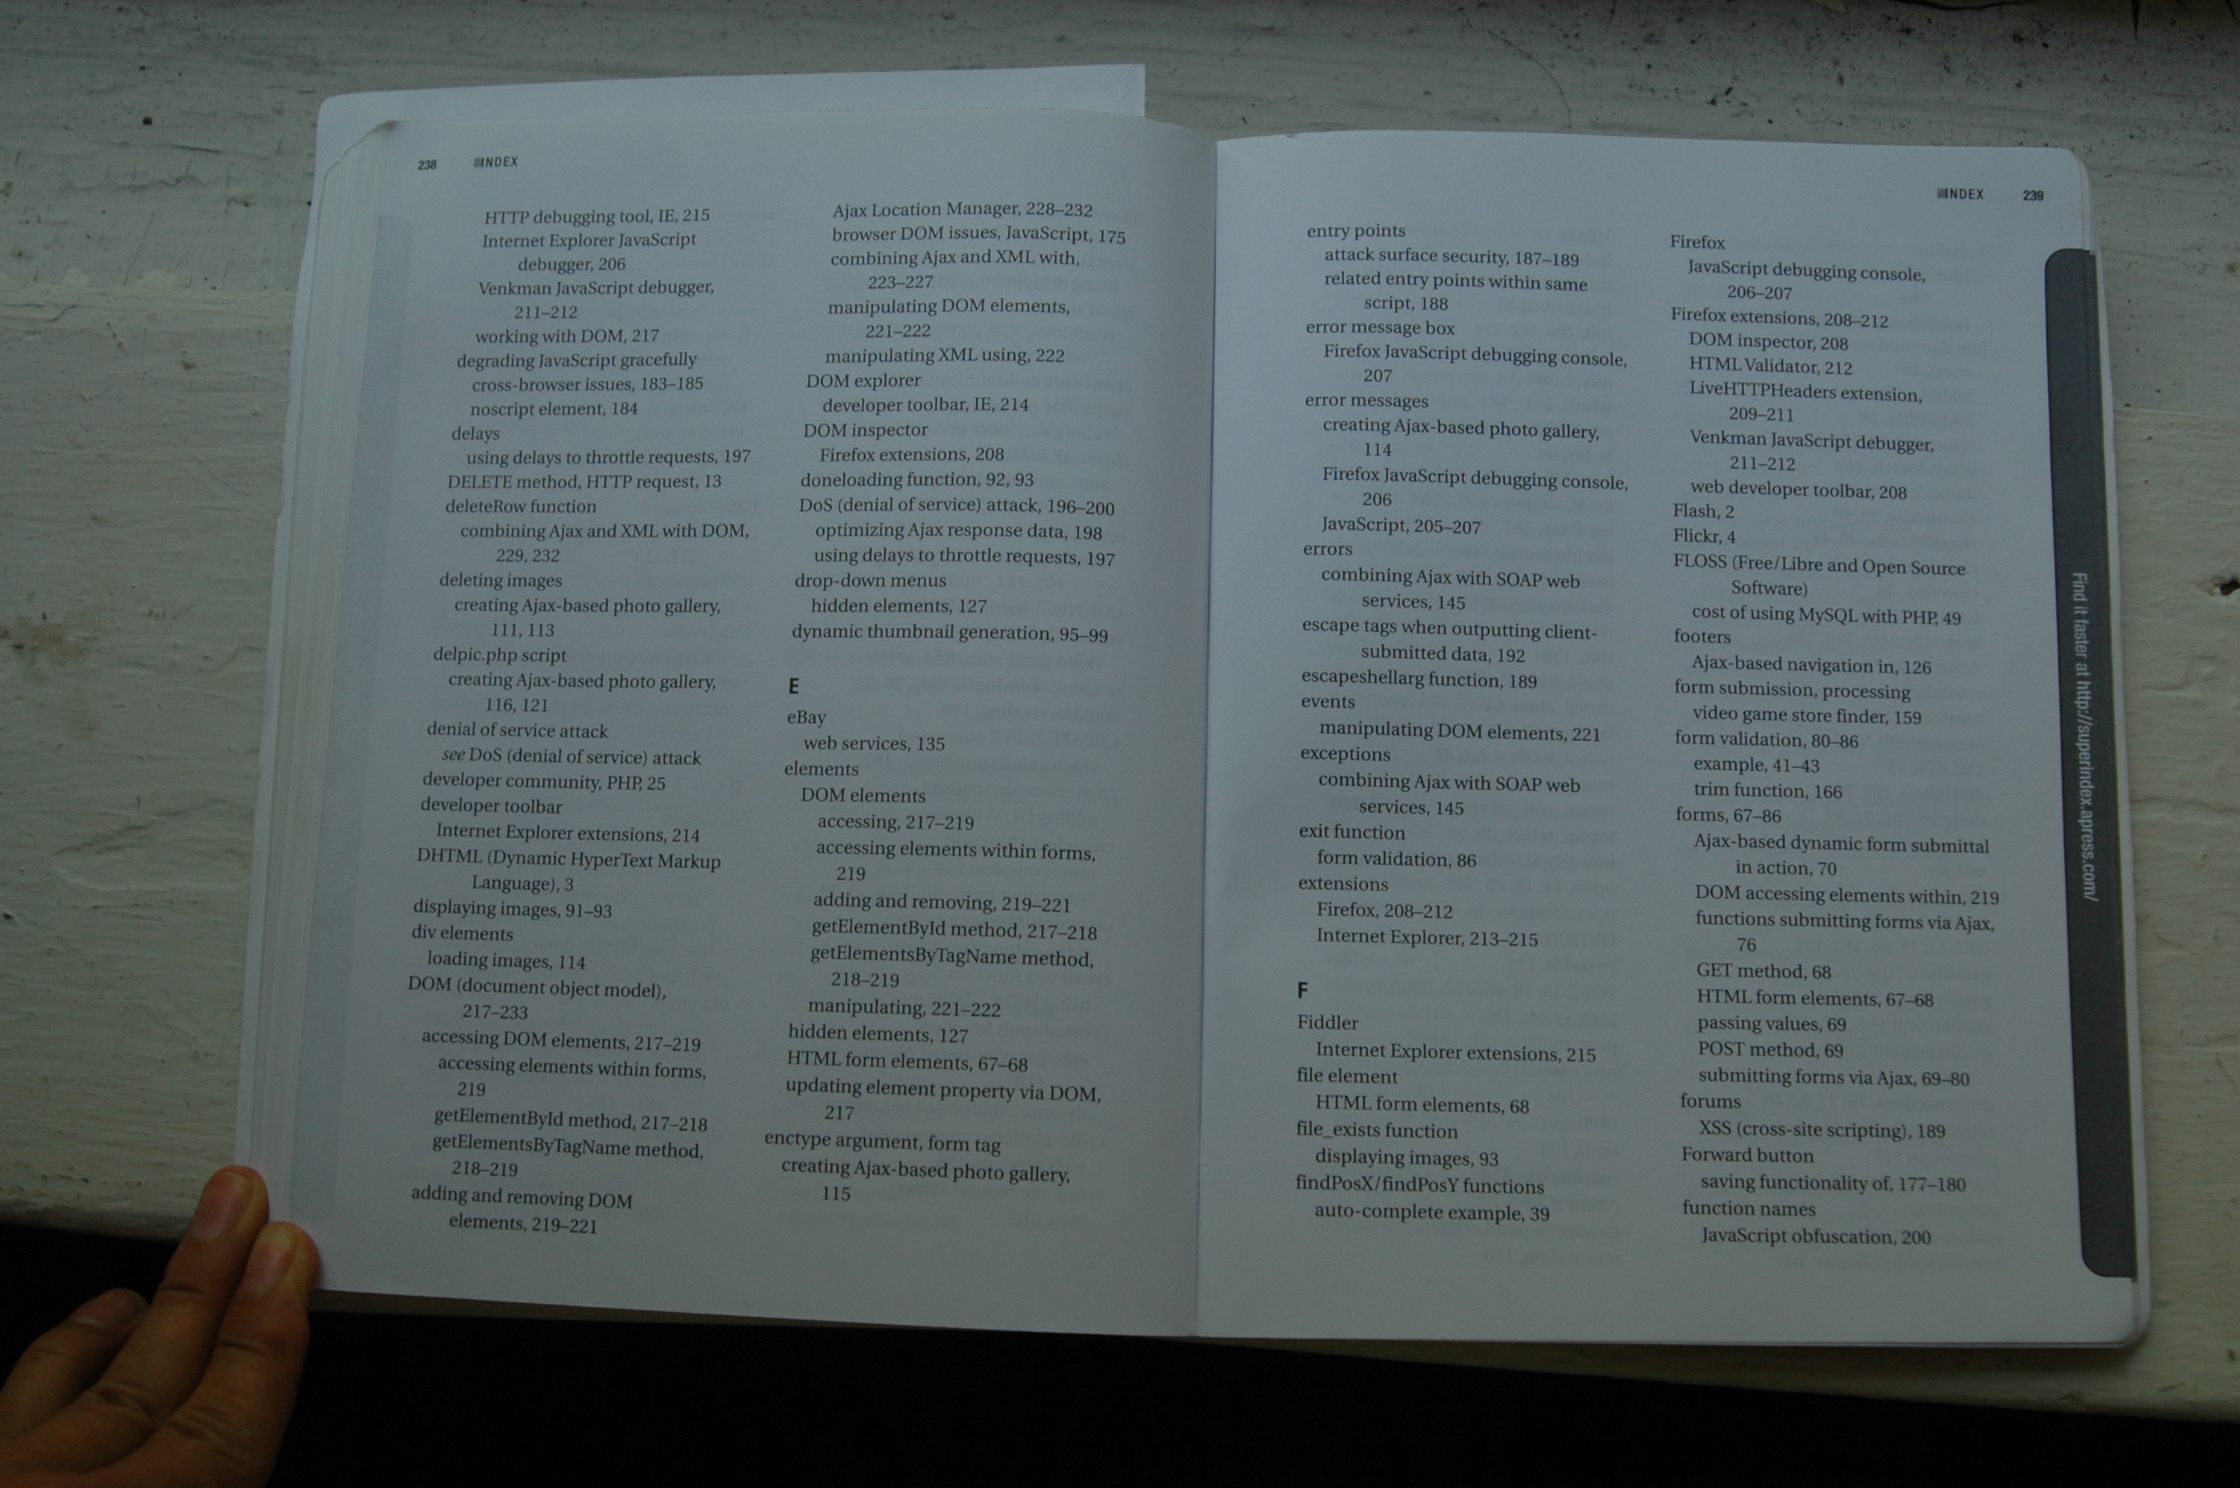 238 INDEX
HTTP debugging tool, IE, 215
Internet Explorer JavaScript
debugger, 206
Venkman JavaScript debugger,
211–212
working with DOM, 217
degrading JavaScript gracefully
cross-browser issues, 183–185
noscript element, 184
delays
using delays to throttle requests, 197
DELETE method, HTTP request, 13
deleteRow function
combining Ajax and XML with DOM,
229, 232
deleting images
creating Ajax-based photo gallery,
111, 113
delpic.php script
creating Ajax-based photo gallery,
116, 121
denial of service attack
see DoS (denial of service) attack
developer community, PHP, 25
developer toolbar
Internet Explorer extensions, 214
DHTML (Dynamic HyperText Markup
Language), 3
displaying images, 91–93
div elements
loading images, 114
DOM (document object model),
217–233
accessing DOM elements, 217–219
accessing elements within forms,
219
getElementById method, 217–218
getElementsByTagName method,
218–219
adding and removing DOM
elements, 219–221
Ajax Location Manager, 228–232
browser DOM issues, JavaScript, 175
combining Ajax and XML with,
223–227
manipulating DOM elements,
221–222
manipulating XML using, 222
DOM explorer
developer toolbar, IE, 214
DOM inspector
Firefox extensions, 208
doneloading function, 92, 93
DoS (denial of service) attack, 196–200
optimizing Ajax response data, 198
using delays to throttle requests, 197
drop-down menus
hidden elements, 127
dynamic thumbnail generation, 95–99
E
eBay
web services, 135
elements
DOM elements
accessing, 217–219
accessing elements within forms,
219
adding and removing, 219–221
getElementById method, 217–218
getElementsByTagName method,
218–219
manipulating, 221–222
hidden elements, 127
HTML form elements, 67–68
updating element property via DOM,
217
enctype argument, form tag
creating Ajax-based photo gallery,
115
INDEX 239
entry points
attack surface security, 187–189
related entry points within same
script, 188
error message box
Firefox JavaScript debugging console,
207
error messages
creating Ajax-based photo gallery,
114
Firefox JavaScript debugging console,
206
JavaScript, 205–207
errors
combining Ajax with SOAP web
services, 145
escape tags when outputting client-
submitted data, 192
escapeshellarg function, 189
events
manipulating DOM elements, 221
exceptions
combining Ajax with SOAP web
services, 145
exit function
form validation, 86
extensions
Firefox, 208–212
Internet Explorer, 213–215
F
Fiddler
Internet Explorer extensions, 215
file element
HTML form elements, 68
file_exists function
displaying images, 93
findPosX/findPosY functions
auto-complete example, 39
Firefox
JavaScript debugging console,
206–207
Firefox extensions, 208–212
DOM inspector, 208
HTML Validator, 212
LiveHTTPHeaders extension,
209–211
Venkman JavaScript debugger,
211–212
web developer toolbar, 208
Flash, 2
Flickr, 4
FLOSS (Free/Libre and Open Source
Software)
cost of using MySQL with PHP, 49
footers
Ajax-based navigation in, 126
form submission, processing
video game store finder, 159
form validation, 80–86
example, 41–43
trim function, 166
forms, 67–86
Ajax-based dynamic form submittal
in action, 70
DOM accessing elements within, 219
functions submitting forms via Ajax,
76
GET method, 68
HTML form elements, 67–68
passing values, 69
POST method, 69
submitting forms via Ajax, 69–80
forums
XSS (cross-site scripting), 189
Forward button
saving functionality of, 177–180
function names
JavaScript obfuscation, 200
Find it faster at http://superindex.apress.com/